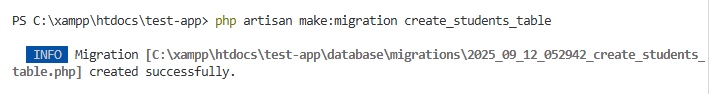 PS C:\xampp\htdocs\test-app> php artisan make:migration create_students_table
INFO Migration [C:\xampp\htdocs\test-app\database\migrations\2025_09_12_052942_create_students_
table.php] created successfully.